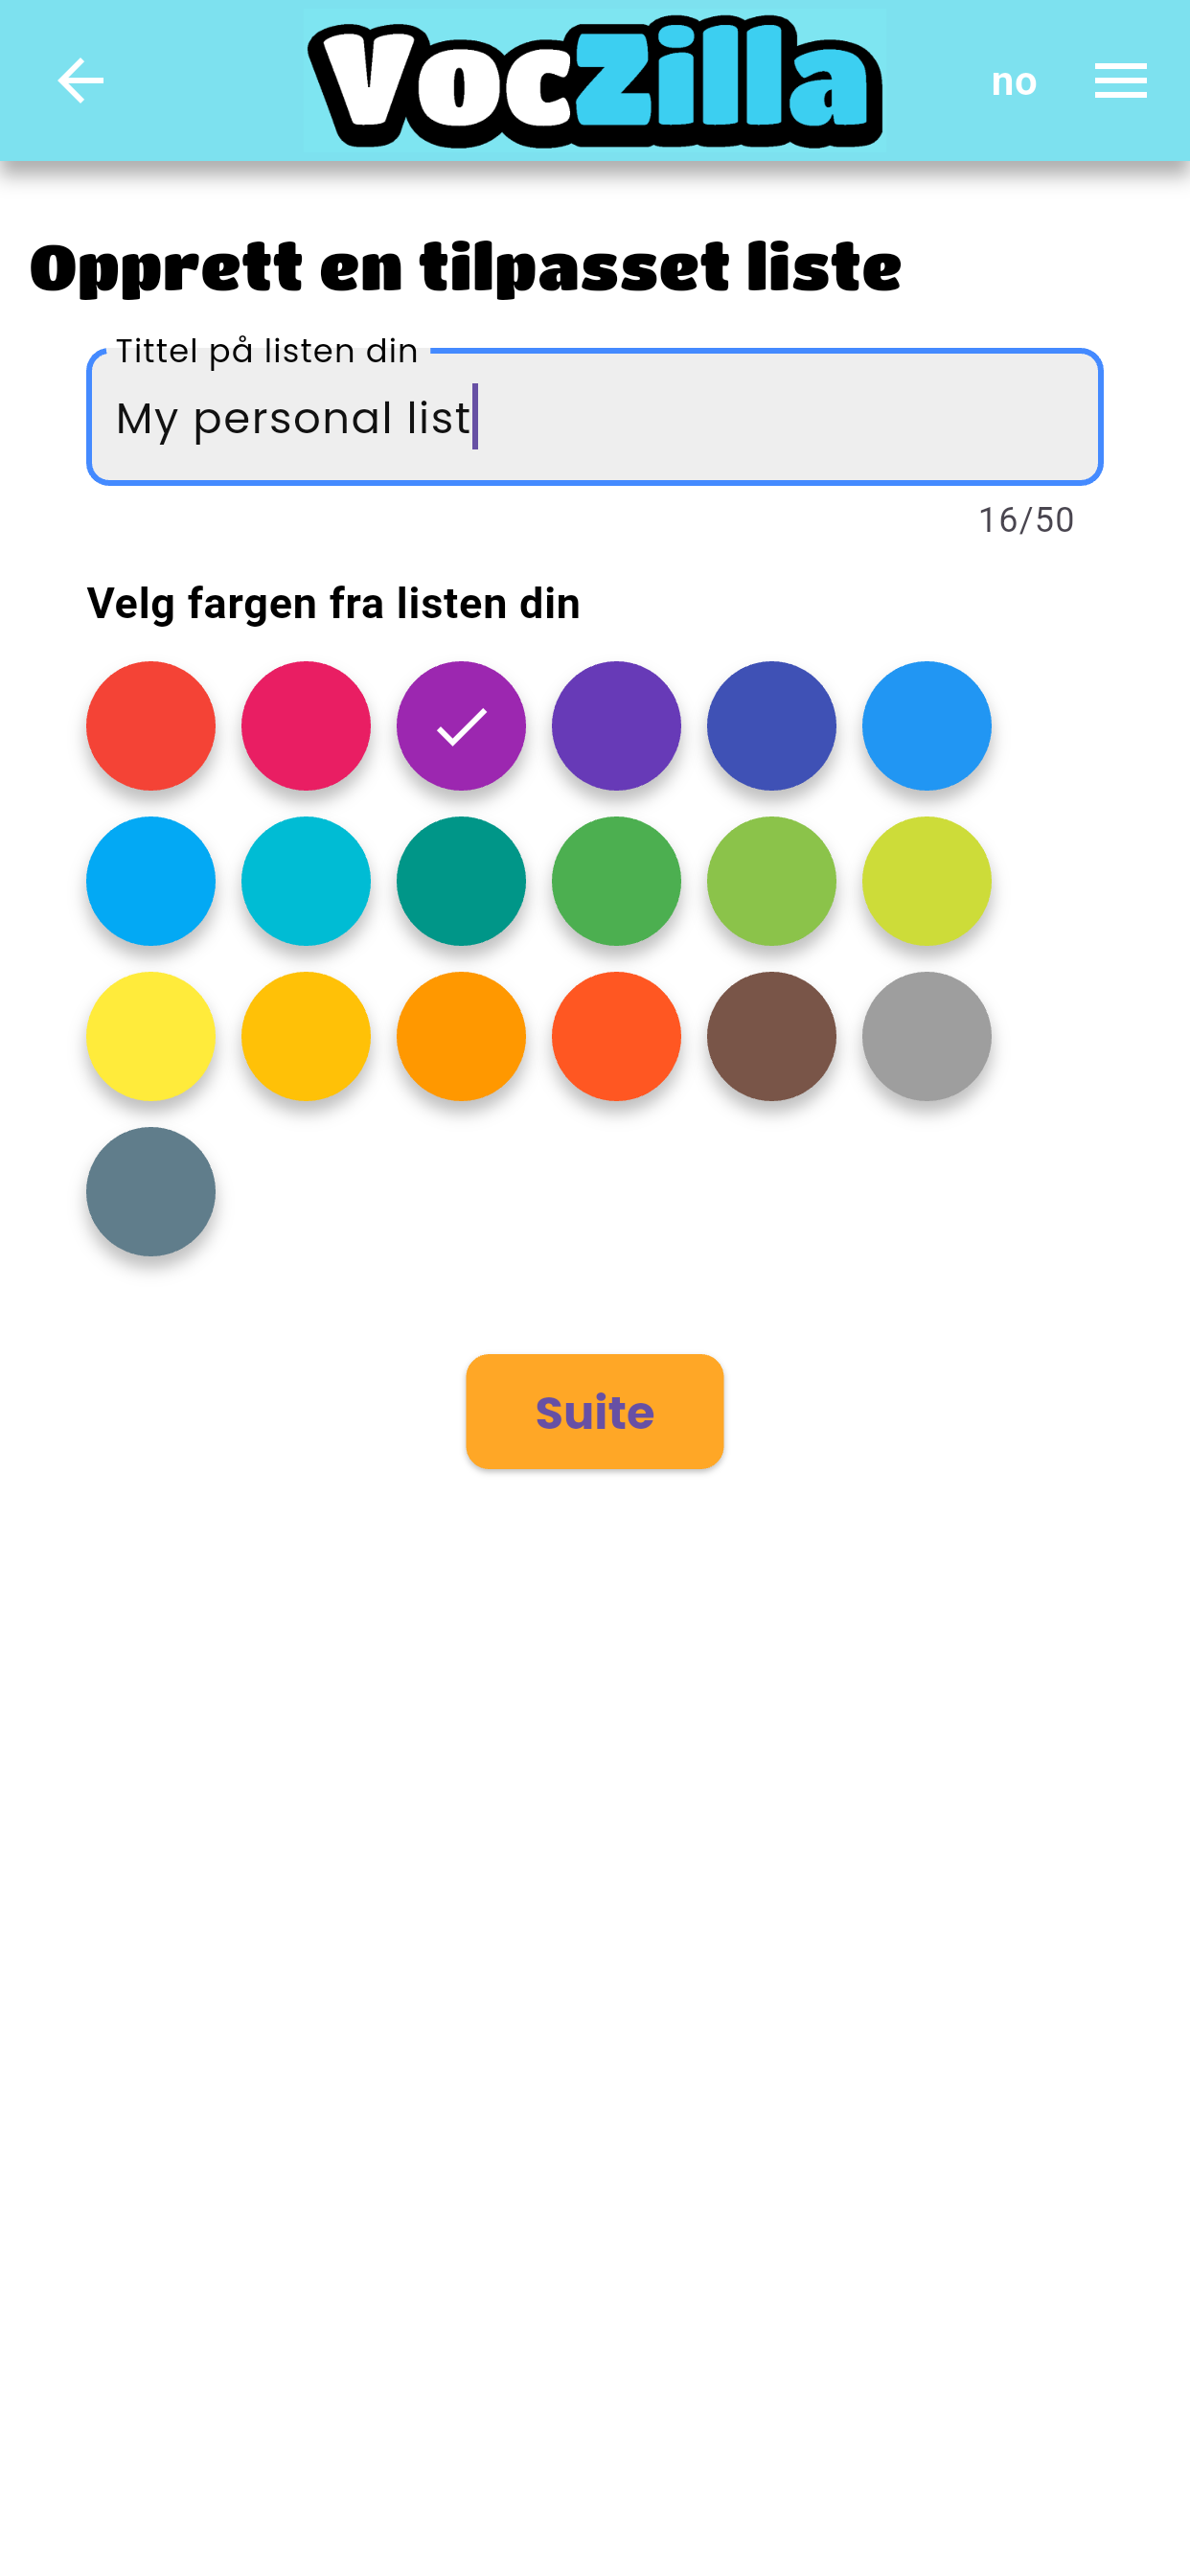 VocZilla
no
Opprett en tilpasset liste
Tittel på listen din
My personal list
16/50
Velg fargen fra listen din
Suite